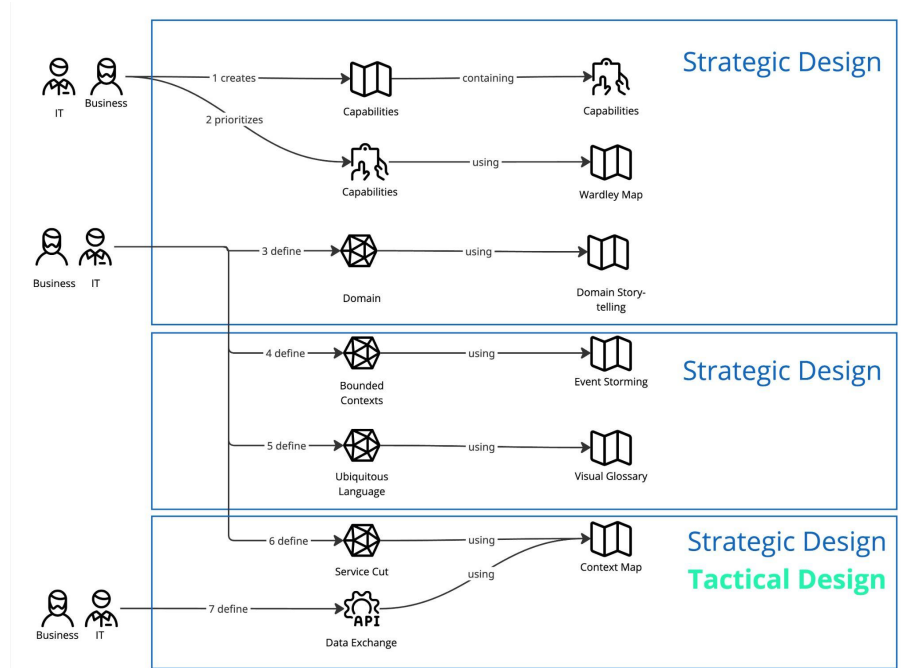 Strategic Design
1 creates
containing
IT
Business
Capabilities
Capabilities
2 prioritizes
using
Capabilities
Wardley Map
3 define
using
Business
IT
Domain
Domain Story-
telling
4 define
using
Strategic Design
Bounded
Contexts
Event Storming
5 define
using
Ubiquitous
Language
Visual Glossary
Strategic Design
6 define
using
Service Cut
Context Map
Tactical Design
using
7 define
API
Business
IT
Data Exchange